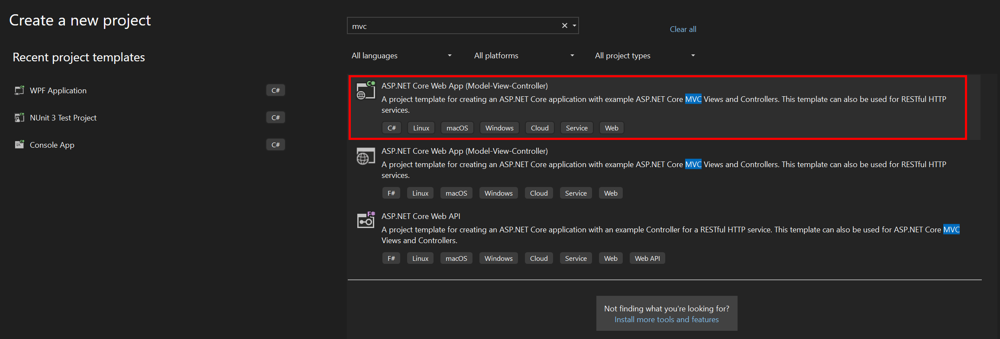 Create a new project
Recent project templates
WPF Application C#
NUnit 3 Test Project C#
Console App C#
mvc
Clear all
All languages All platforms All project types
C#
ASP.NET Core Web App (Model-View-Controller)
A project template for creating an ASP.NET Core application with example ASP.NET Core MVC Views and Controllers. This template can also be used for RESTful HTTP
services.
C# Linux macOS Windows Cloud Service Web
ASP.NET Core Web App (Model-View-Controller)
A project template for creating an ASP.NET Core application with example ASP.NET Core MVC Views and Controllers. This template can also be used for RESTful HTTP
services.
F# Linux macOS Windows Cloud Service Web
F#
ASP.NET Core Web API
A project template for creating an ASP.NET Core application with an example Controller for a RESTful HTTP service. This template can also be used for ASP.NET Core MVC
Views and Controllers.
F# Linux macOS Windows Cloud Service Web Web API
Not finding what you're looking for?
Install more tools and features